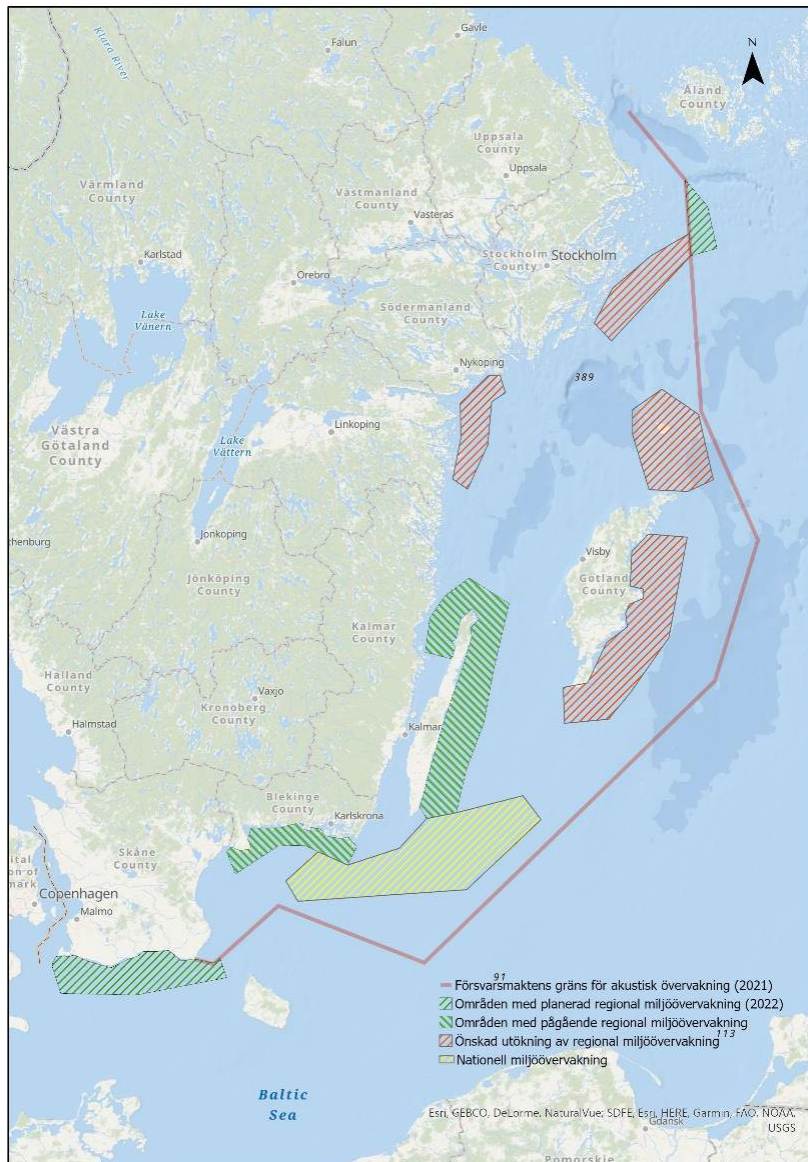 Gävle
Falun
Klara River
N
Åland
County
Uppsala
County
Uppsala
Värmland
County
Västmanland
County
Vasteras
Karlstad
Stockholm
County
Stockholm
Orebro
Södermanland
County
Lake
Vänern
Nykoping
389
Västra
Götaland
County
Linkoping
Lake
Vättern
Jonkoping
Visby
Gotland
County
Jönköping
County
Kalmar
County
Halland
County
Vaxjo
Kronoberg
County
Halmstad
Kalmar
Blekinge
County
Karlskrona
Skåne
County
Copenhagen
Malmo
91
Försvarsmaktens gräns för akustisk övervakning (2021)
Områden med planerad regional miljöövervakning (2022)
Områden med pågående regional miljöövervakning
Önskad utökning av regional miljöövervakning
113
Nationell miljöövervakning
Baltic
Sea
Esri, GEBCO, DeLorme, NaturalVue; SDFE, Esri, HERE, Garmin, FAO, NOAA,
USGS
Gdańsk
Pomorskie